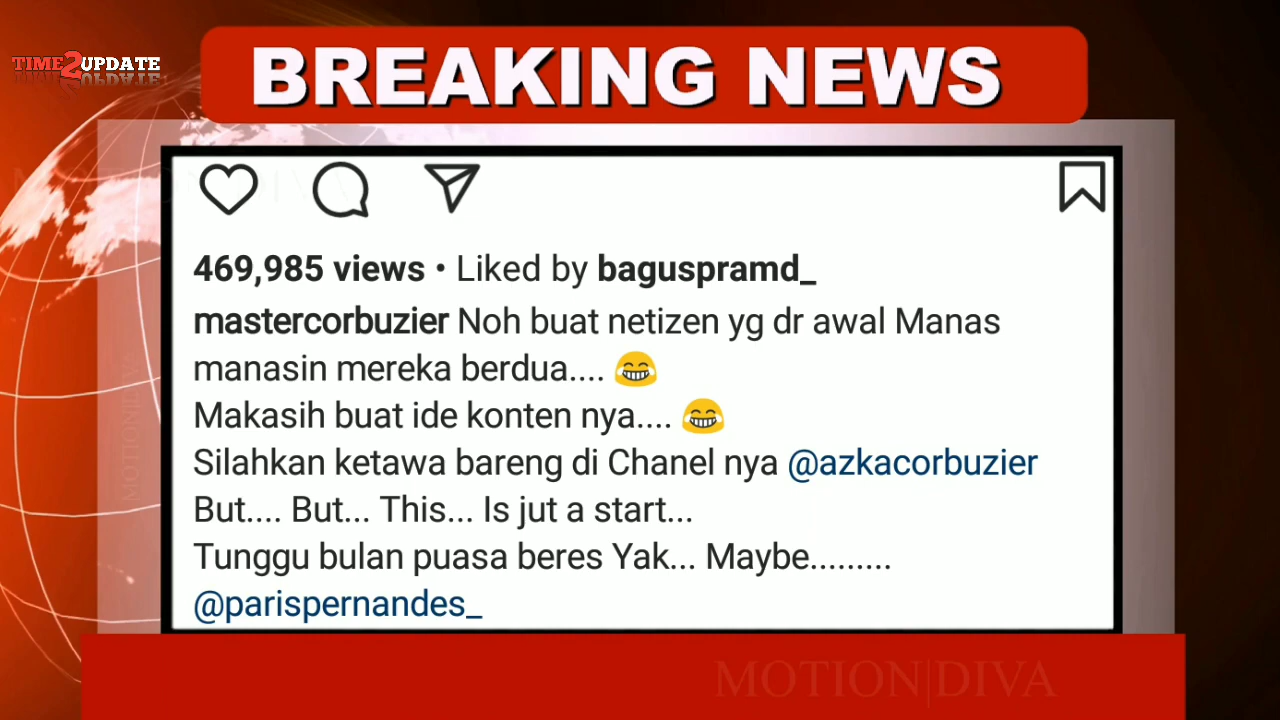 TIME2UPDATE
BREAKING NEWS
469,985 views • Liked by baguspramd_
mastercorbuzier Noh buat netizen yg dr awal Manas
manasin mereka berdua.... 😂
Makasih buat ide konten nya.... 😂
Silahkan ketawa bareng di Chanel nya @azkacorbuzier
But.... But... This... Is jut a start...
Tunggu bulan puasa beres Yak... Maybe.........
@parispernandes_
MOTION|DIVA
MOTION|DIVA